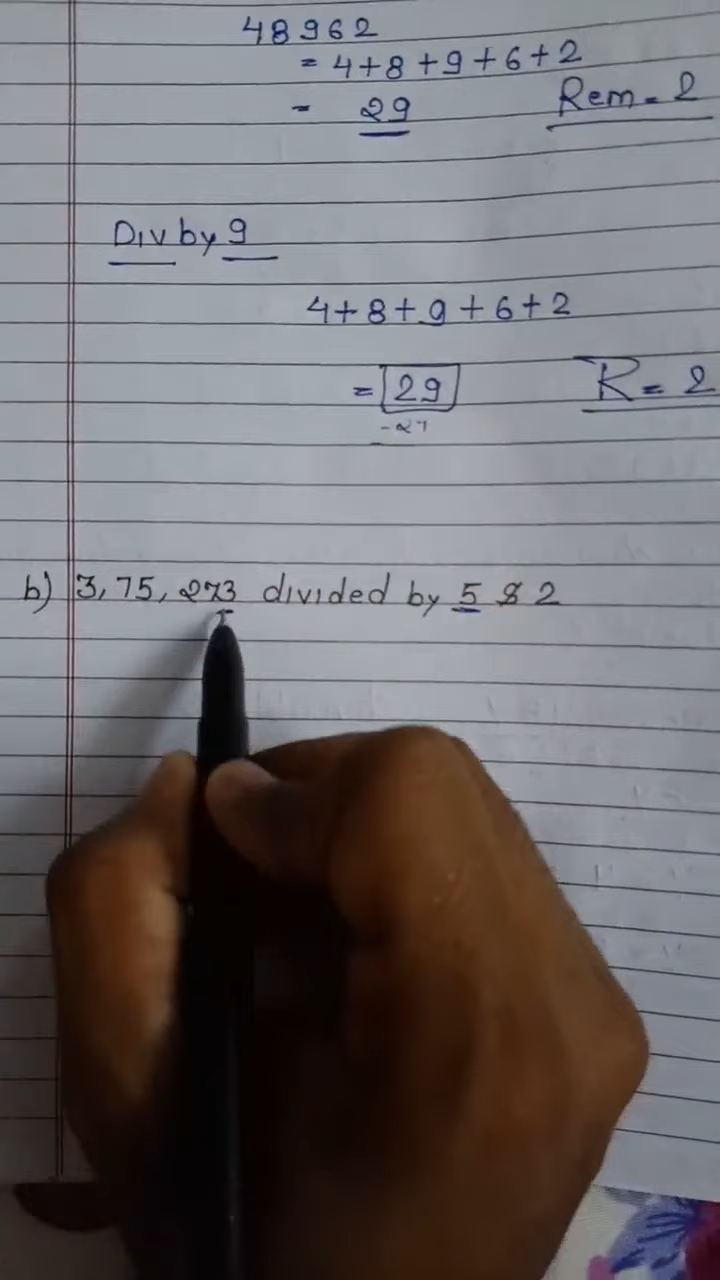 48962
= 4+8+9+6+2
= 29 Rem = 2
Div by 9
4+8+9+6+2
= 29 R = 2
-27
b) 3,75,273 divided by 5 & 2